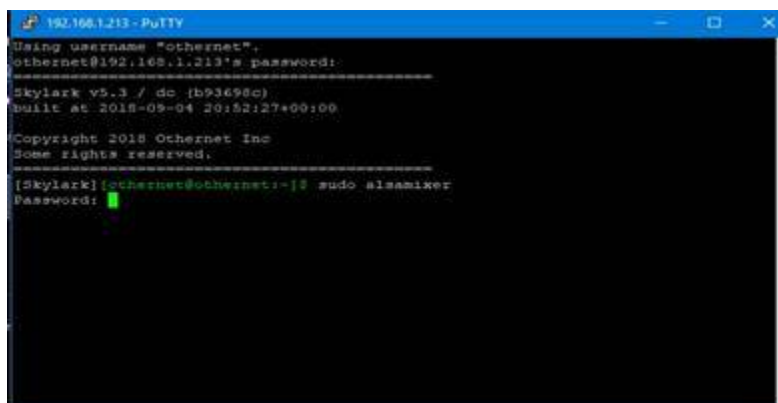 192.168.1.213 - PuTTY
Using username "othernet".
othernet@192.168.1.213's password:
================================================
Skylark v5.3 / dc (b93698c)
built at 2018-09-04 20:52:27+00:00
Copyright 2018 Othernet Inc
Some rights reserved.
================================================
[Skylark][othernet@othernet:~]$ sudo alsamixer
Password: